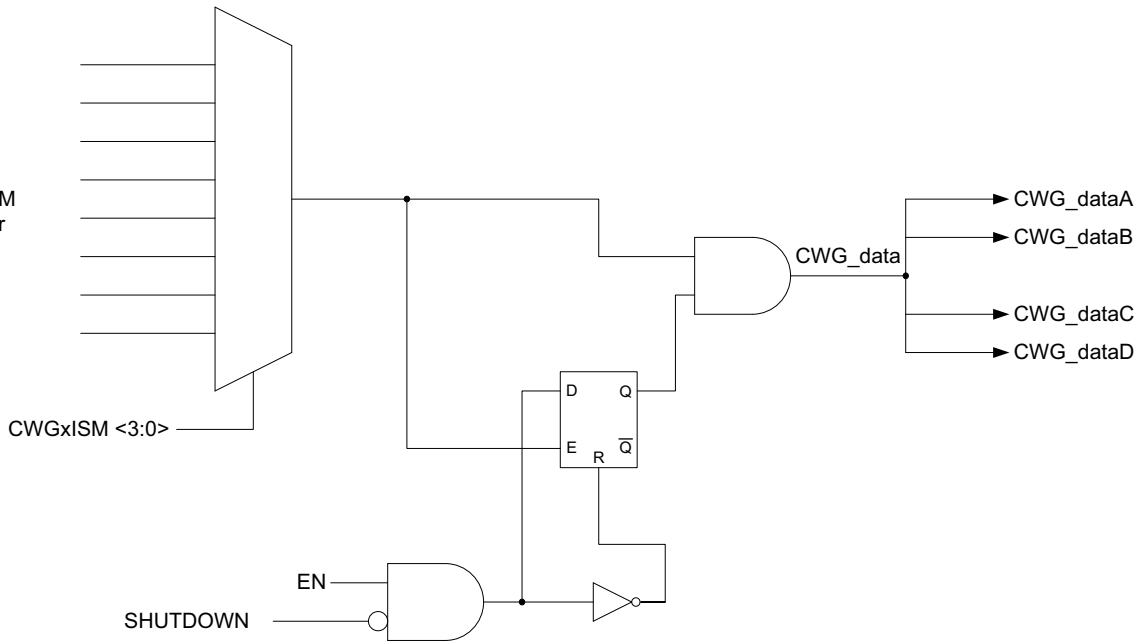 M
r
CWGxISM <3:0>
EN
SHUTDOWN
D
Q
E
Q̅
R
CWG_data
CWG_dataA
CWG_dataB
CWG_dataC
CWG_dataD